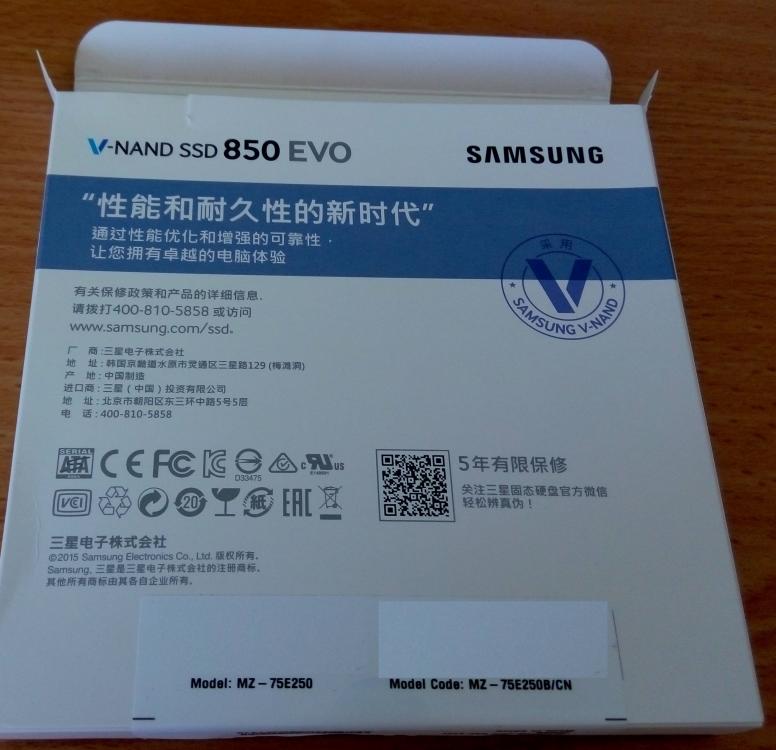 V-NAND SSD 850 EVO
SAMSUNG
“性能和耐久性的新时代”
通过性能优化和增强的可靠性，
让您拥有卓越的电脑体验
采用
V
SAMSUNG V-NAND
有关保修政策和产品的详细信息，
请拨打400-810-5858 或访问
www.samsung.com/ssd。
厂 商:三星电子株式会社
地 址:韩国京畿道水原市灵通区三星路129 (梅滩洞)
产 地:中国制造
进口商:三星（中国）投资有限公司
地 址:北京市朝阳区东三环中路5号5层
电 话:400-810-5858
SERIAL
ATA
CE FC
D33475
c UL US
VCI
20
紙
EAC
5年有限保修
关注三星固态硬盘官方微信
轻松辨真伪！
三星电子株式会社
©2015 Samsung Electronics Co., Ltd. 版权所有。
Samsung, 三星是三星电子株式会社的注册商标。
其他所有商标由其各自企业所有。
Model: MZ – 75E250
Model Code: MZ – 75E250B/CN